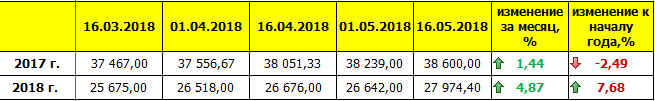 16.03.2018 01.04.2018 16.04.2018 01.05.2018 16.05.2018 изменение за месяц, % изменение к началу года,%
2017 г. 37 467,00 37 556,67 38 051,33 38 239,00 38 600,00 1,44 -2,49
2018 г. 25 675,00 26 518,00 26 676,00 26 642,00 27 974,40 4,87 7,68